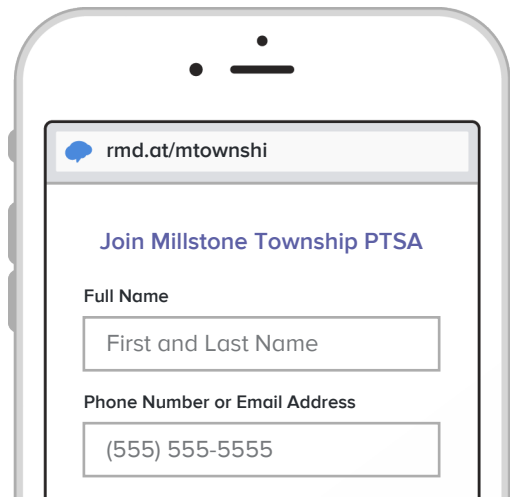 rmd.at/mtownshi
Join Millstone Township PTSA
Full Name
First and Last Name
Phone Number or Email Address
(555) 555-5555